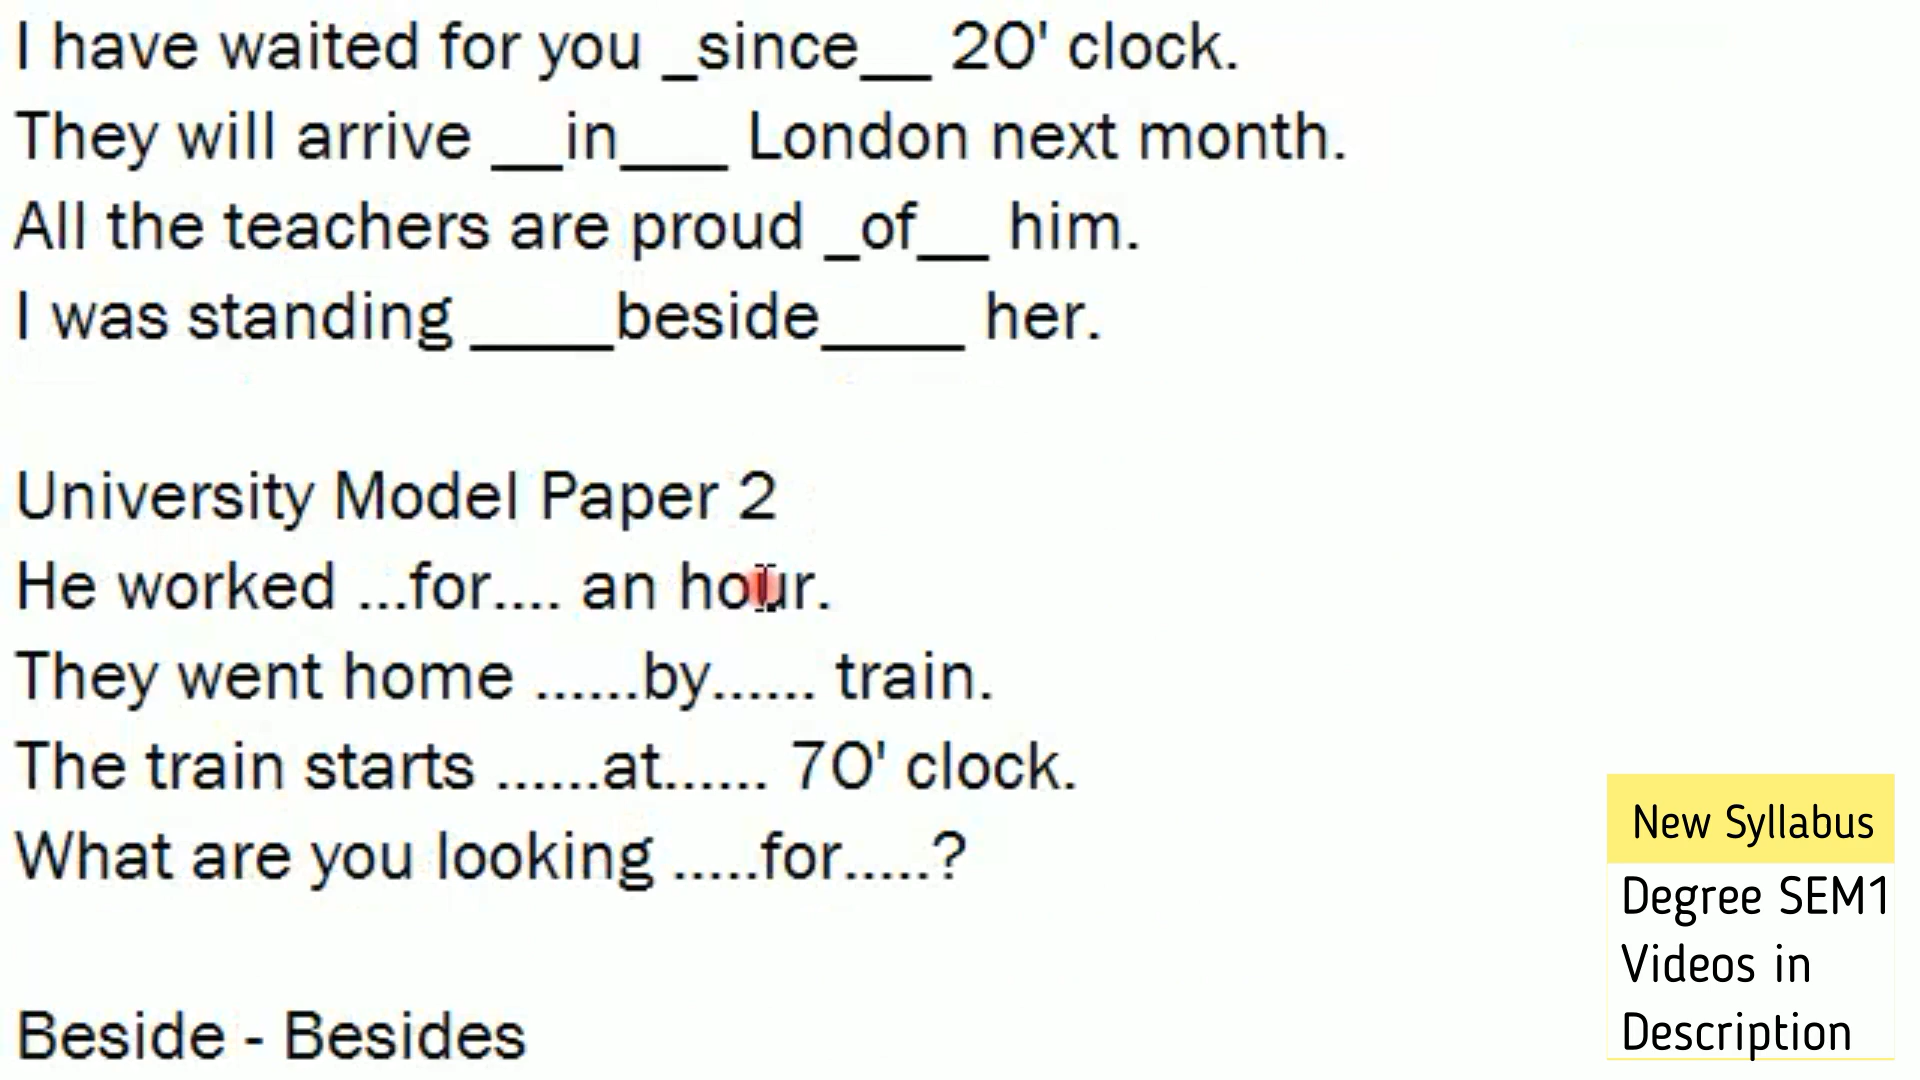 I have waited for you _since__ 2O' clock.
They will arrive __in___ London next month.
All the teachers are proud _of__ him.
I was standing ____beside____ her.
University Model Paper 2
He worked ...for.... an hour.
They went home ......by...... train.
The train starts ......at...... 7O' clock.
What are you looking .....for.....?
Beside - Besides
New Syllabus
Degree SEM1
Videos in
Description